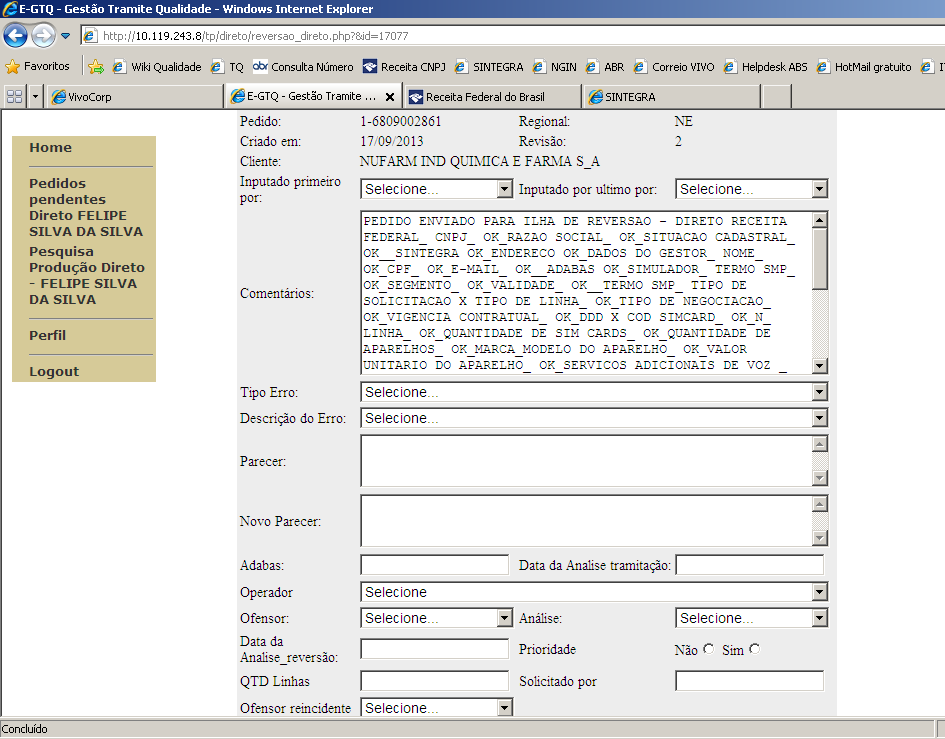 E-GTQ - Gestão Tramite Qualidade - Windows Internet Explorer
http://10.119.243.8/tp/direto/reversao_direto.php?&id=17077
Favoritos Wiki Qualidade TQ Consulta Número Receita CNPJ SINTEGRA NGIN ABR Correio VIVO Helpdesk ABS HotMail gratuito
VivoCorp E-GTQ - Gestão Tramite ... Receita Federal do Brasil SINTEGRA
Home
Pedidos
pendentes
Direto FELIPE
SILVA DA SILVA
Pesquisa
Produção Direto
- FELIPE SILVA
DA SILVA
Perfil
Logout
Pedido: 1-6809002861 Regional: NE
Criado em: 17/09/2013 Revisão: 2
Cliente: NUFARM IND QUIMICA E FARMA S_A
Inputado primeiro
por: Selecione... Inputado por ultimo por: Selecione...
Comentários:
PEDIDO ENVIADO PARA ILHA DE REVERSAO - DIRETO RECEITA
FEDERAL_ CNPJ_ OK_RAZAO SOCIAL_ OK_SITUACAO CADASTRAL_
OK__SINTEGRA OK_ENDERECO OK_DADOS DO GESTOR_ NOME_
OK_CPF_ OK_E-MAIL_ OK__ADABAS OK_SIMULADOR_ TERMO SMP_
OK_SEGMENTO_ OK_VALIDADE_ OK__TERMO SMP_ TIPO DE
SOLICITACAO X TIPO DE LINHA_ OK_TIPO DE NEGOCIACAO_
OK_VIGENCIA CONTRATUAL_ OK_DDD X COD SIMCARD_ OK_N_
LINHA_ OK_QUANTIDADE DE SIM CARDS_ OK_QUANTIDADE DE
APARELHOS_ OK_MARCA_MODELO DO APARELHO_ OK_VALOR
UNITARIO DO APARELHO_ OK_SERVICOS ADICIONAIS DE VOZ _
Tipo Erro: Selecione...
Descrição do Erro: Selecione...
Parecer:
Novo Parecer:
Adabas: Data da Analise tramitação:
Operador Selecione
Ofensor: Selecione... Análise: Selecione...
Data da
Analise_reversão: Prioridade Não Sim
QTD Linhas Solicitado por
Ofensor reincidente Selecione...
Concluído